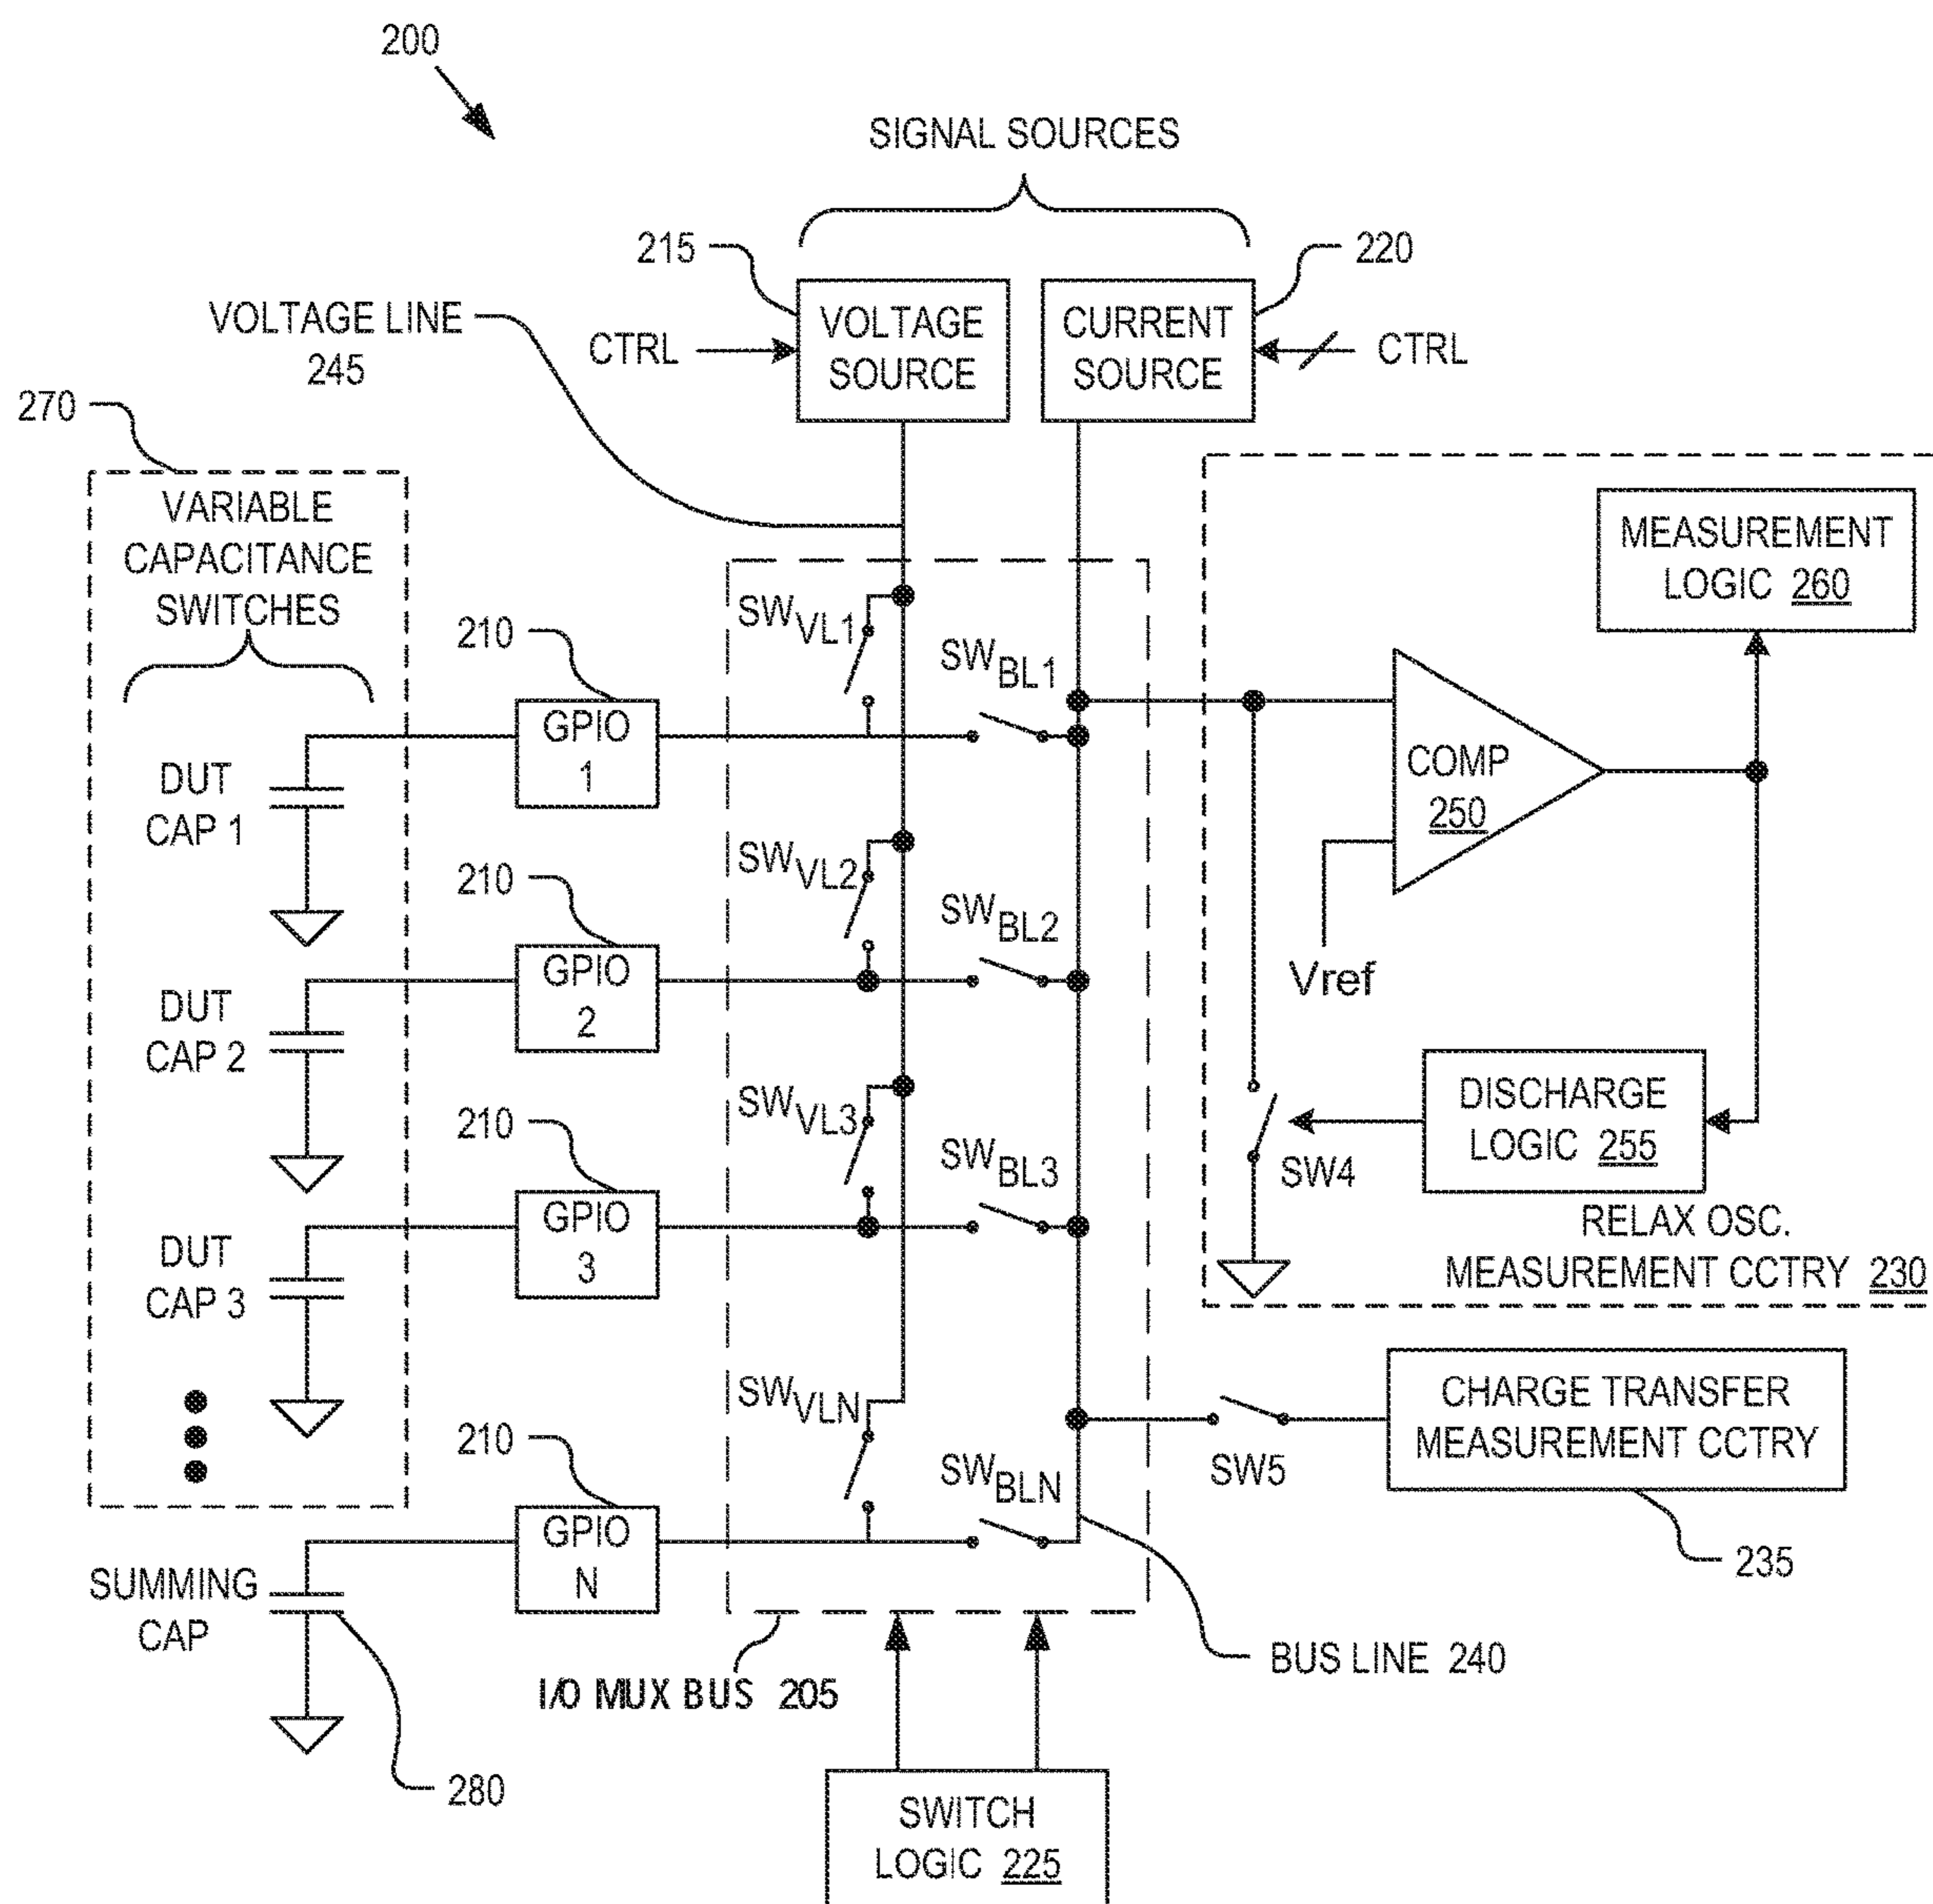 200
SIGNAL SOURCES
215
220
VOLTAGE LINE
245
CTRL
VOLTAGE
SOURCE
CURRENT
SOURCE
CTRL
270
VARIABLE
CAPACITANCE
SWITCHES
MEASUREMENT
LOGIC 260
210
SWVL1
SWBL1
GPIO
1
DUT
CAP 1
COMP
250
Vref
210
SWVL2
SWBL2
GPIO
2
DUT
CAP 2
210
SWVL3
SWBL3
GPIO
3
DUT
CAP 3
DISCHARGE
LOGIC 255
SW4
RELAX OSC.
MEASUREMENT CCTRY 230
210
SWVLN
SWBLN
GPIO
N
SW5
CHARGE TRANSFER
MEASUREMENT CCTRY
235
SUMMING
CAP
280
I/O MUX BUS 205
BUS LINE 240
SWITCH
LOGIC 225